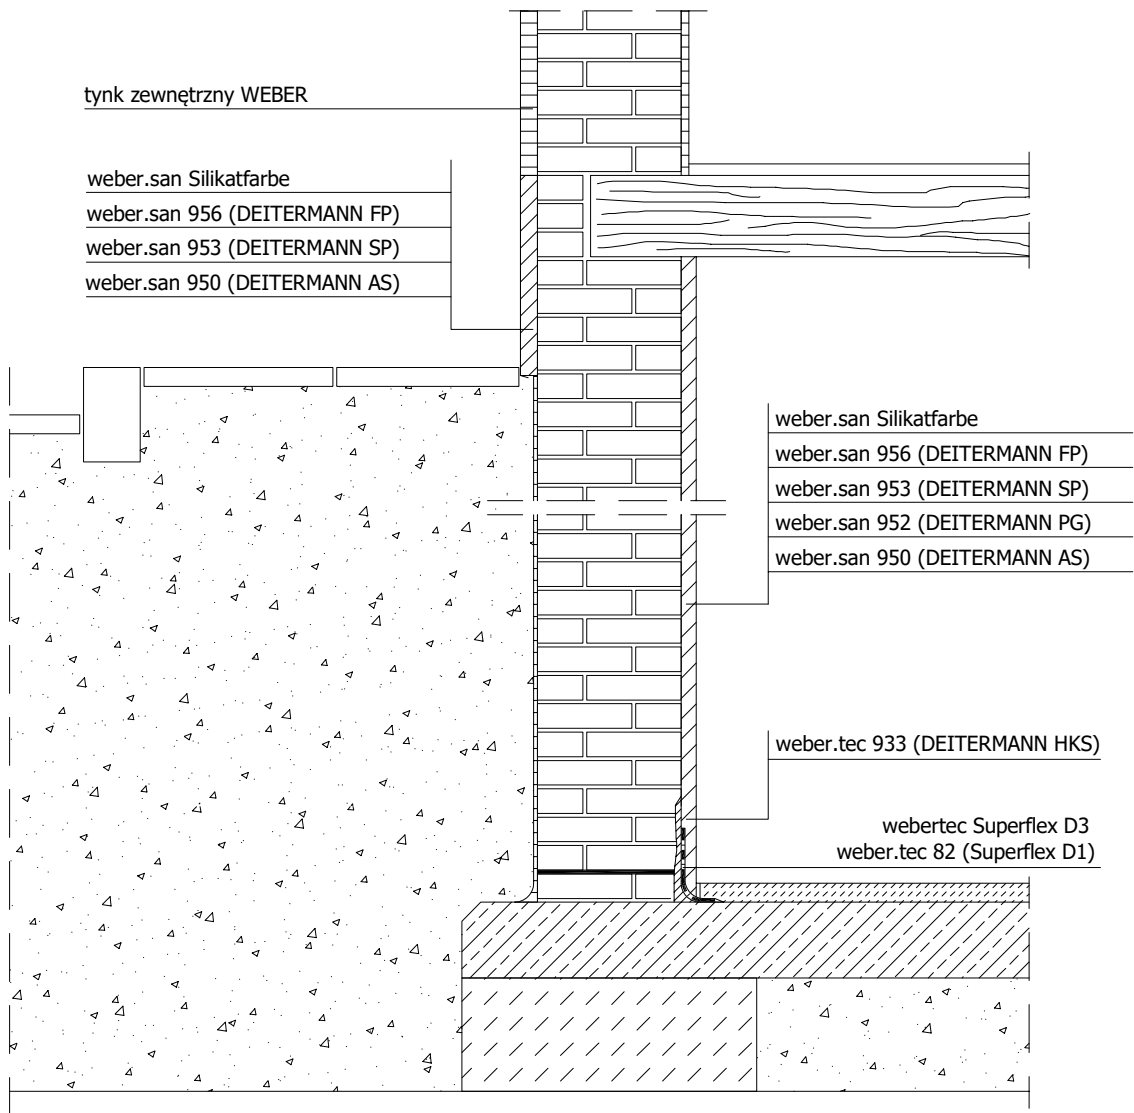 tynk zewnętrzny WEBER
weber.san Silikatfarbe
weber.san 956 (DEITERMANN FP)
weber.san 953 (DEITERMANN SP)
weber.san 950 (DEITERMANN AS)
weber.san Silikatfarbe
weber.san 956 (DEITERMANN FP)
weber.san 953 (DEITERMANN SP)
weber.san 952 (DEITERMANN PG)
weber.san 950 (DEITERMANN AS)
weber.tec 933 (DEITERMANN HKS)
webertec Superflex D3
weber.tec 82 (Superflex D1)